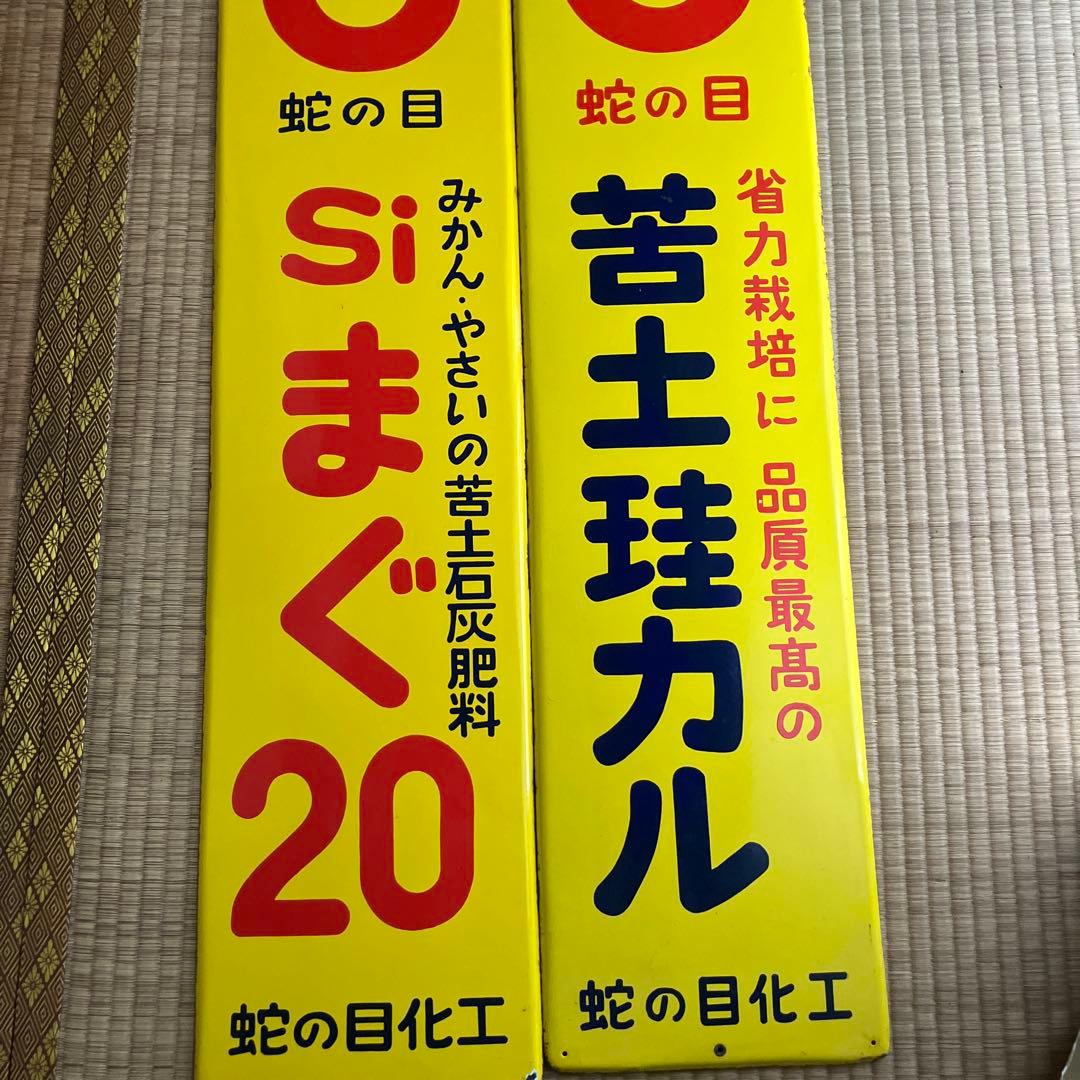 蛇の目
みかん・やさいの苦土石灰肥料
Siまぐ20
蛇の目化工
蛇の目
省力栽培に 品質最髙の
苦土珪カル
蛇の目化工